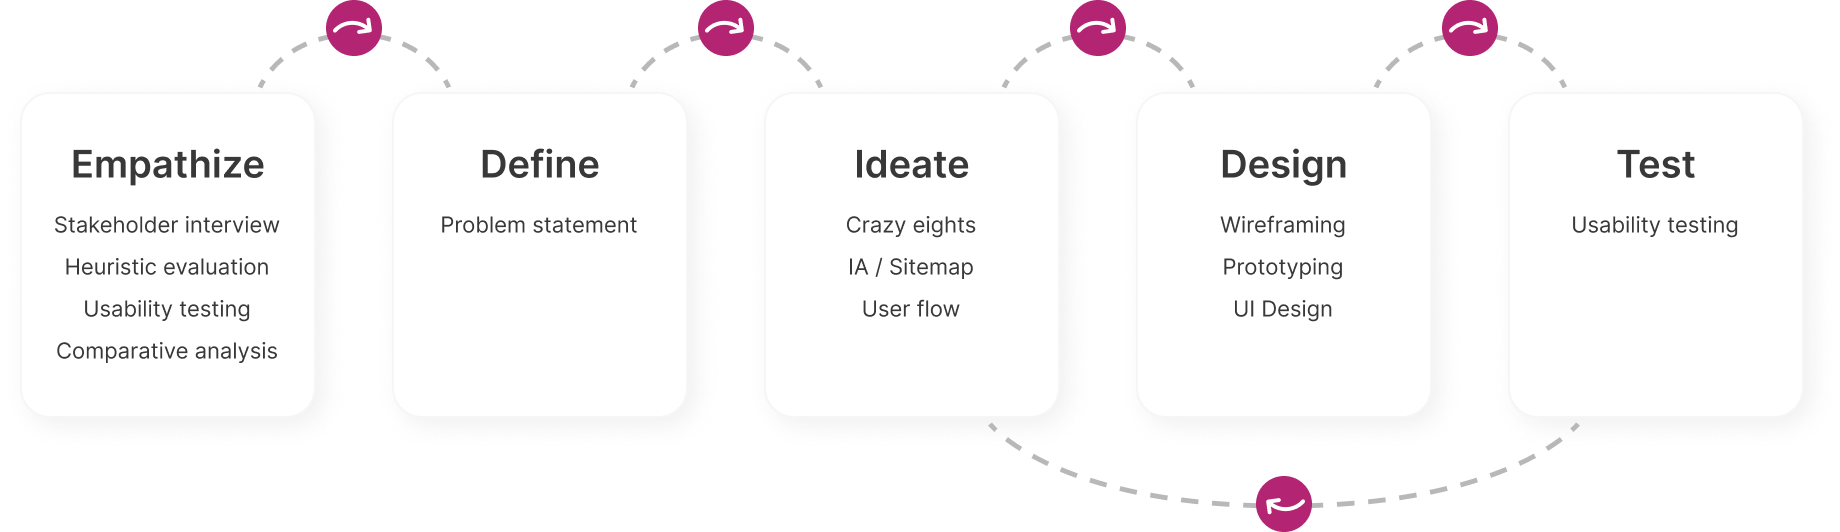 Empathize
Stakeholder interview
Heuristic evaluation
Usability testing
Comparative analysis
Define
Problem statement
Ideate
Crazy eights
IA / Sitemap
User flow
Design
Wireframing
Prototyping
UI Design
Test
Usability testing